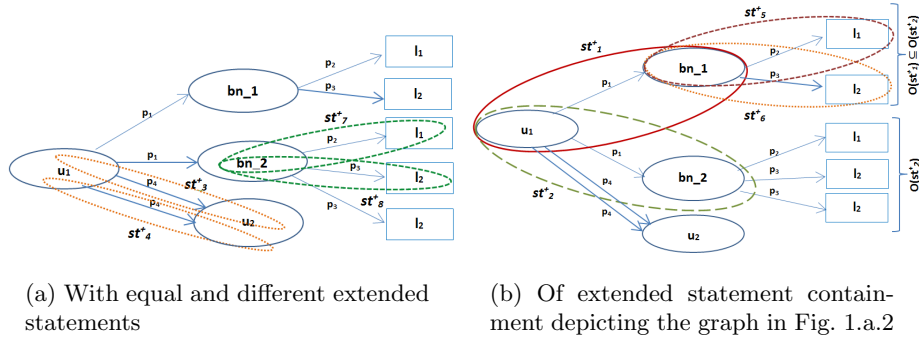 l₁
p₂
bn_1
p₃
l₂
p₁
st⁺₇
l₁
p₂
p₁
bn_2
p₃
l₂
u₁
p₄
st⁺₃
p₄
st⁺₈
p₃
l₂
u₂
st⁺₄
(a) With equal and different extended
statements
st⁺₅
st⁺₁
l₁
p₂
bn_1
p₃
l₂
O(st⁺₁) ⊆ O(st⁺₂)
p₁
st⁺₆
u₁
l₁
p₁
p₂
p₄
bn_2
p₃
l₂
O(st⁺₂)
st⁺₂
p₃
l₂
p₄
u₂
(b) Of extended statement contain-
ment depicting the graph in Fig. 1.a.2